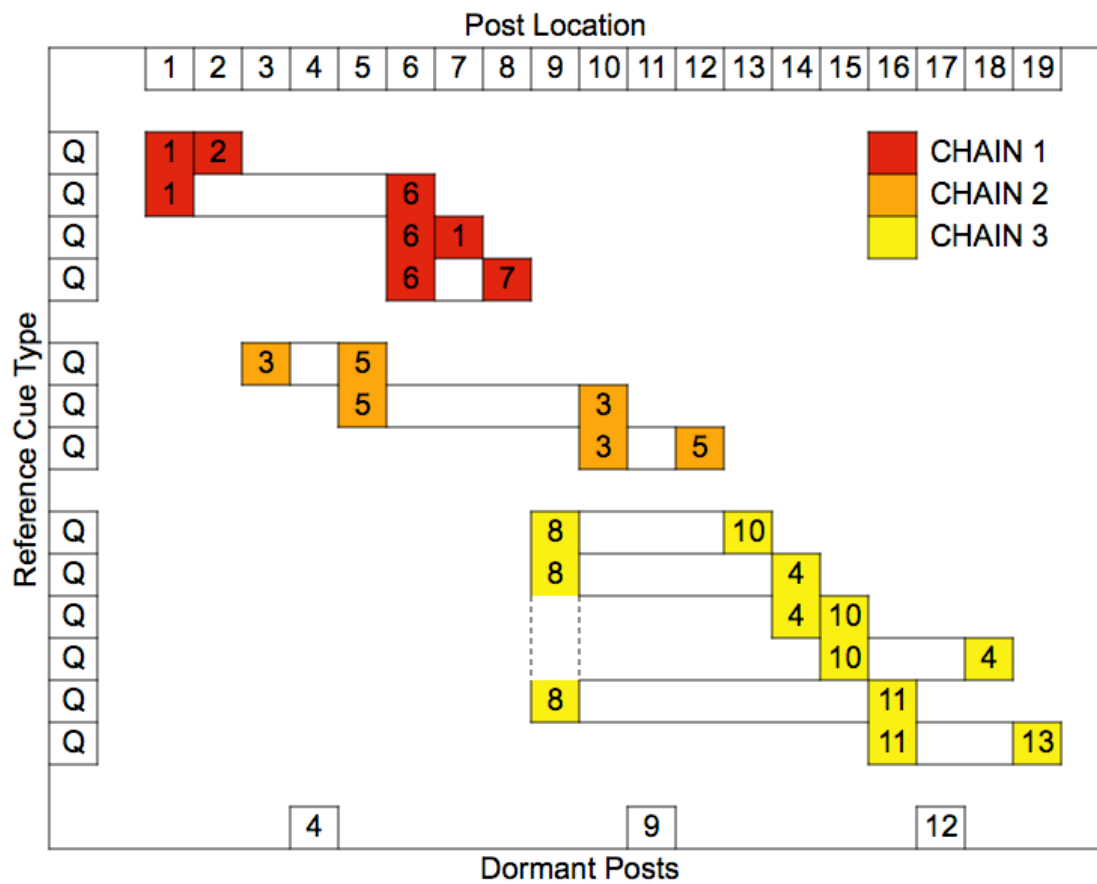 Post Location
1 2 3 4 5 6 7 8 9 10 11 12 13 14 15 16 17 18 19
Q 1 2 CHAIN 1
Q 1 6 CHAIN 2
Q 6 1 CHAIN 3
Q 6 7
Q 3 5
Q 5 3
Q 3 5
Reference Cue Type
Q 8 10
Q 8 4
Q 4 10
Q 10 4
Q 8 11
Q 11 13
4 9 12
Dormant Posts